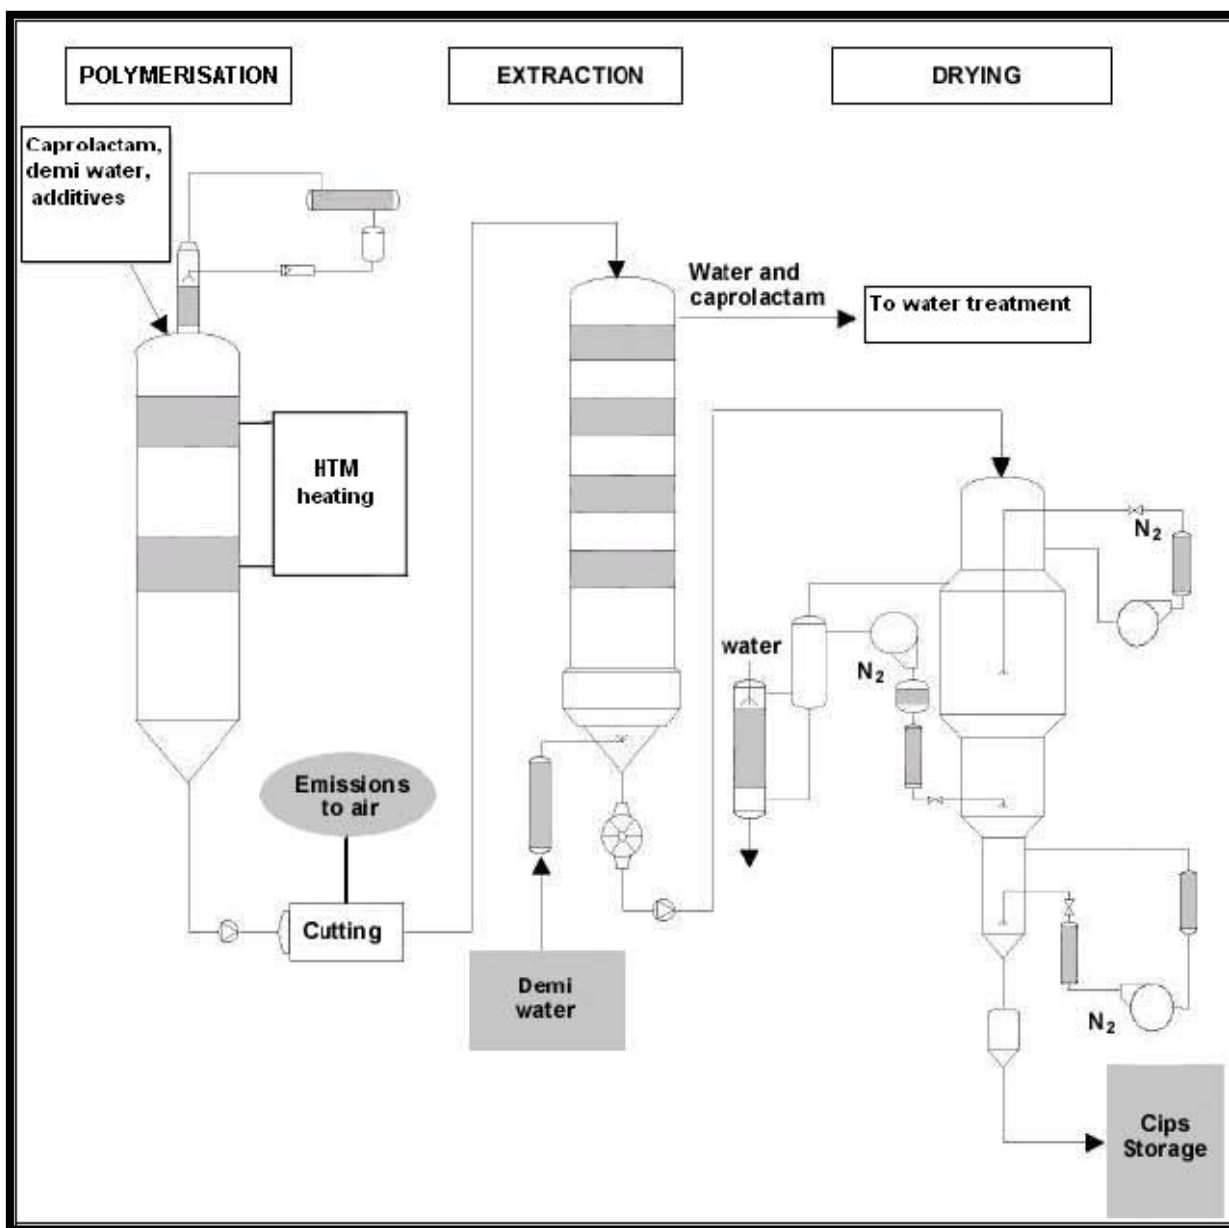 POLYMERISATION
EXTRACTION
DRYING
Caprolactam,
demi water,
additives
Water and
caprolactam
To water treatment
HTM
heating
N₂
water
N₂
Emissions
to air
Cutting
Demi
water
N₂
Cips
Storage